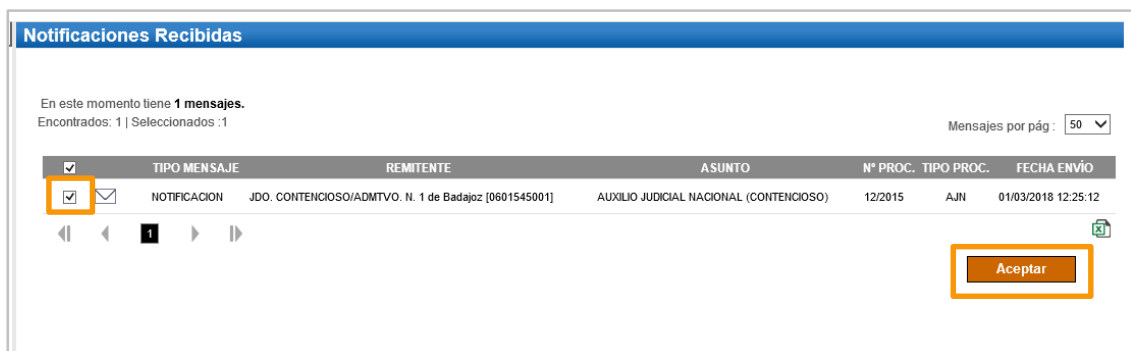 Notificaciones Recibidas
En este momento tiene 1 mensajes.
Encontrados: 1 | Seleccionados :1
Mensajes por pág : 50
TIPO MENSAJE REMITENTE ASUNTO Nº PROC. TIPO PROC. FECHA ENVÍO
NOTIFICACION JDO. CONTENCIOSO/ADMTVO. N. 1 de Badajoz [0601545001] AUXILIO JUDICIAL NACIONAL (CONTENCIOSO) 12/2015 AJN 01/03/2018 12:25:12
1
Aceptar